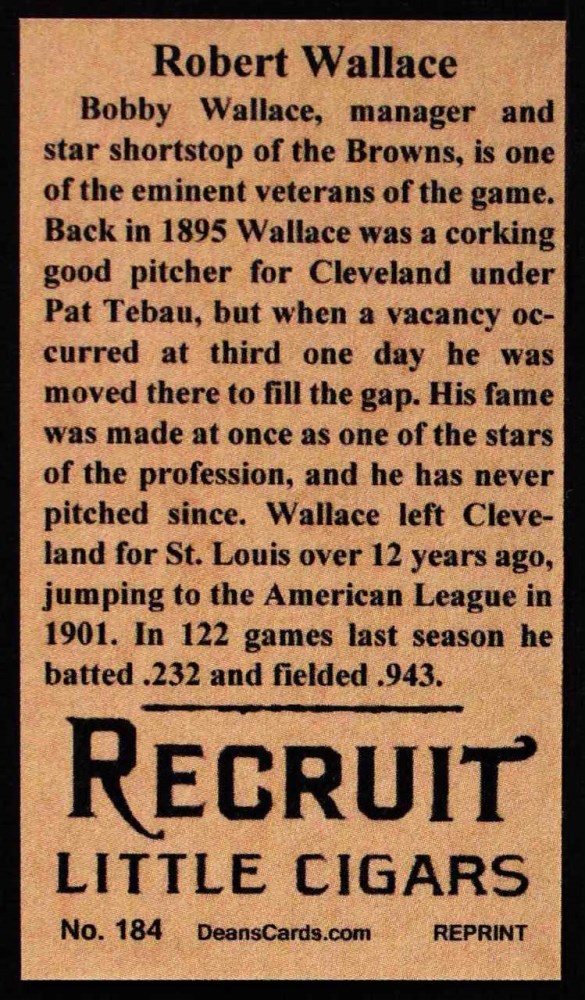 Robert Wallace
Bobby Wallace, manager and
star shortstop of the Browns, is one
of the eminent veterans of the game.
Back in 1895 Wallace was a corking
good pitcher for Cleveland under
Pat Tebau, but when a vacancy oc-
curred at third one day he was
moved there to fill the gap. His fame
was made at once as one of the stars
of the profession, and he has never
pitched since. Wallace left Cleve-
land for St. Louis over 12 years ago,
jumping to the American League in
1901. In 122 games last season he
batted .232 and fielded .943.
RECRUIT
LITTLE CIGARS
No. 184 DeansCards.com REPRINT